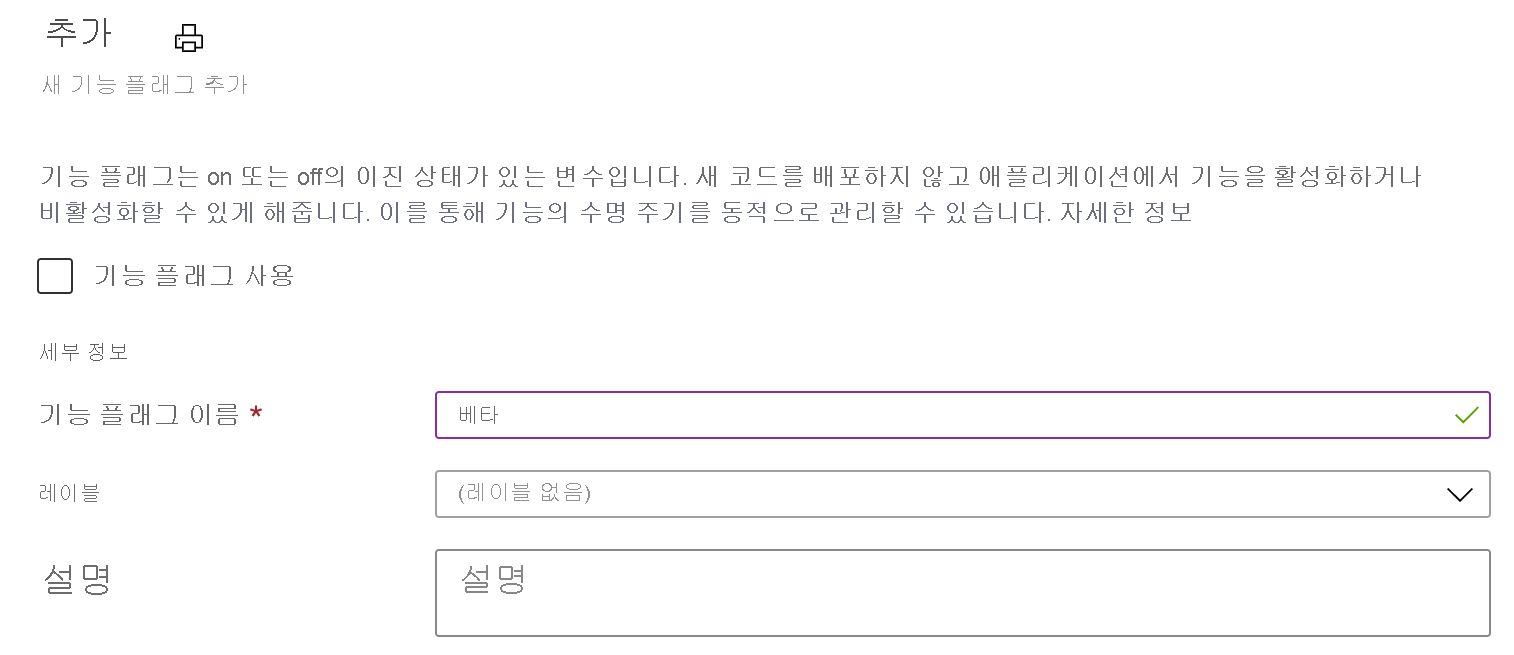 추가
새 기능 플래그 추가
기능 플래그는 on 또는 off의 이진 상태가 있는 변수입니다. 새 코드를 배포하지 않고 애플리케이션에서 기능을 활성화하거나
비활성화할 수 있게 해줍니다. 이를 통해 기능의 수명 주기를 동적으로 관리할 수 있습니다. 자세한 정보
기능 플래그 사용
세부 정보
기능 플래그 이름 * 베타
레이블 (레이블 없음)
설명 설명